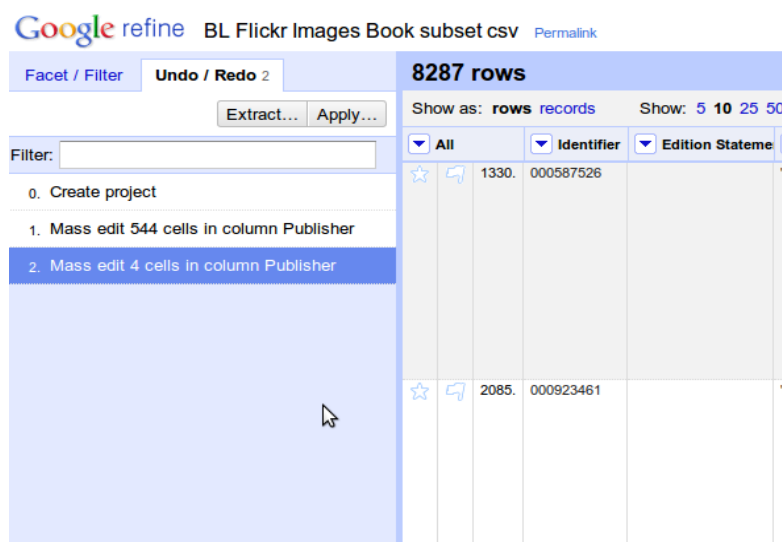 Google refine BL Flickr Images Book subset csv Permalink
Facet / Filter Undo / Redo 2
Extract... Apply...
Filter:
0. Create project
1. Mass edit 544 cells in column Publisher
2. Mass edit 4 cells in column Publisher
8287 rows
Show as: rows records Show: 5 10 25 50
All Identifier Edition Stateme
1330. 000587526
2085. 000923461